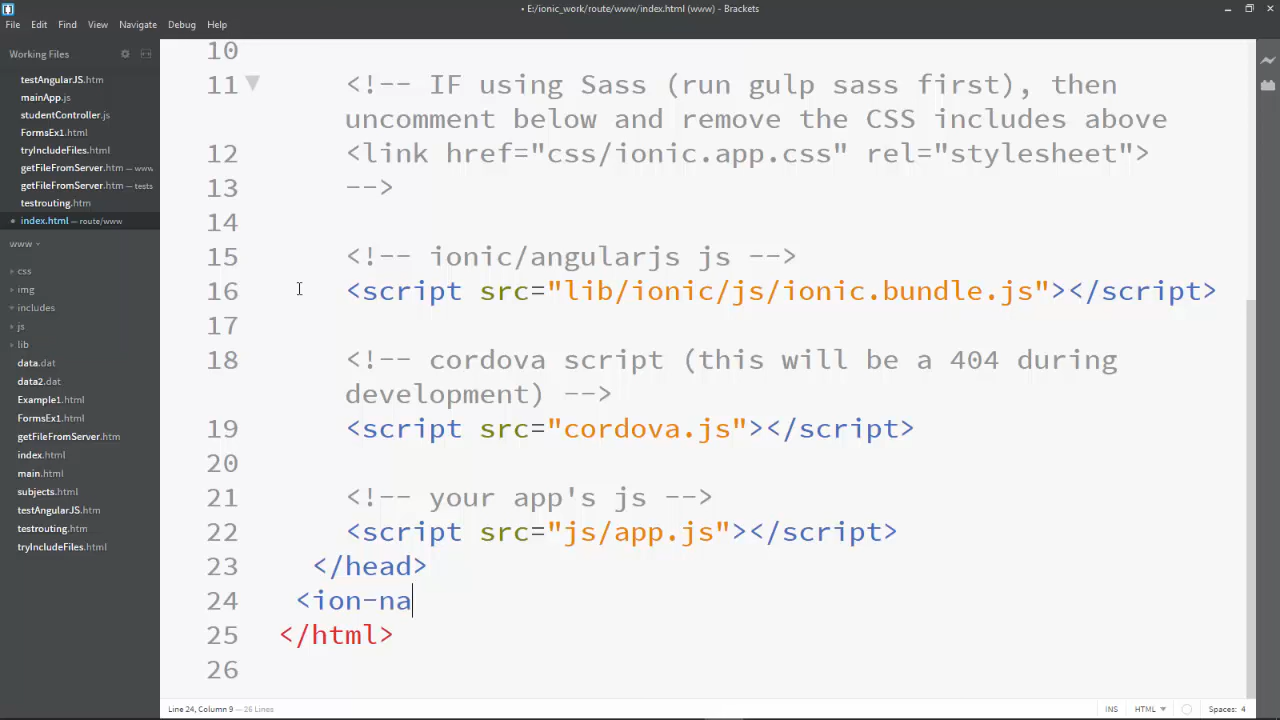 • E:/ionic_work/route/www/index.html (www) - Brackets
File Edit Find View Navigate Debug Help
Working Files
testAngularJS.htm
mainApp.js
studentController.js
FormsEx1.html
tryIncludeFiles.html
getFileFromServer.htm — www
getFileFromServer.htm — tests
testrouting.htm
index.html — route/www
www
css
img
includes
js
lib
data.dat
data2.dat
Example1.html
FormsEx1.html
getFileFromServer.htm
index.html
main.html
subjects.html
testAngularJS.htm
testrouting.htm
tryIncludeFiles.html
10
11 <!-- IF using Sass (run gulp sass first), then
uncomment below and remove the CSS includes above
12 <link href="css/ionic.app.css" rel="stylesheet">
13 -->
14
15 <!-- ionic/angularjs js -->
16 <script src="lib/ionic/js/ionic.bundle.js"></script>
17
18 <!-- cordova script (this will be a 404 during
development) -->
19 <script src="cordova.js"></script>
20
21 <!-- your app's js -->
22 <script src="js/app.js"></script>
23 </head>
24 <ion-na
25 </html>
26
Line 24, Column 9 — 26 Lines
INS HTML Spaces: 4